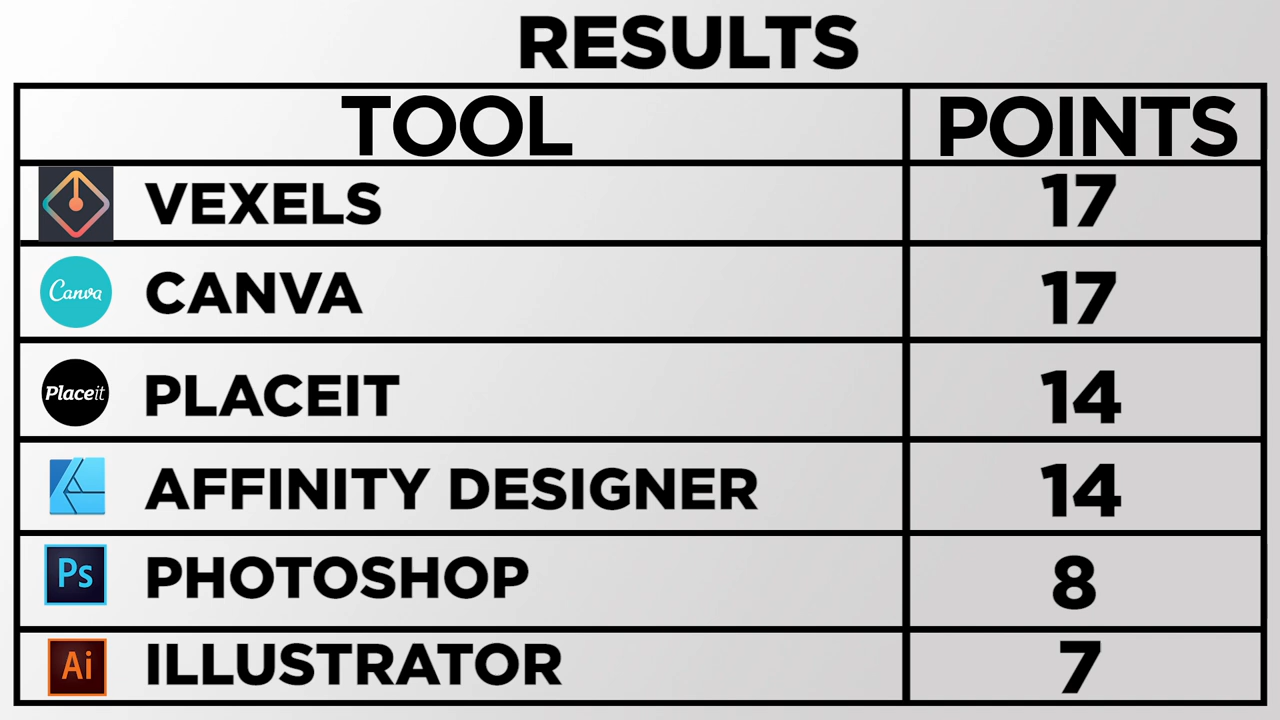 RESULTS
TOOL POINTS
VEXELS 17
Canva CANVA 17
Placeit PLACEIT 14
AFFINITY DESIGNER 14
Ps PHOTOSHOP 8
Ai ILLUSTRATOR 7